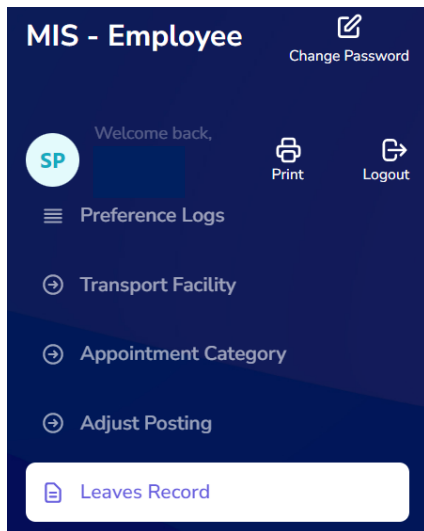 MIS - Employee
Change Password
Welcome back,
SP
Print
Logout
Preference Logs
Transport Facility
Appointment Category
Adjust Posting
Leaves Record